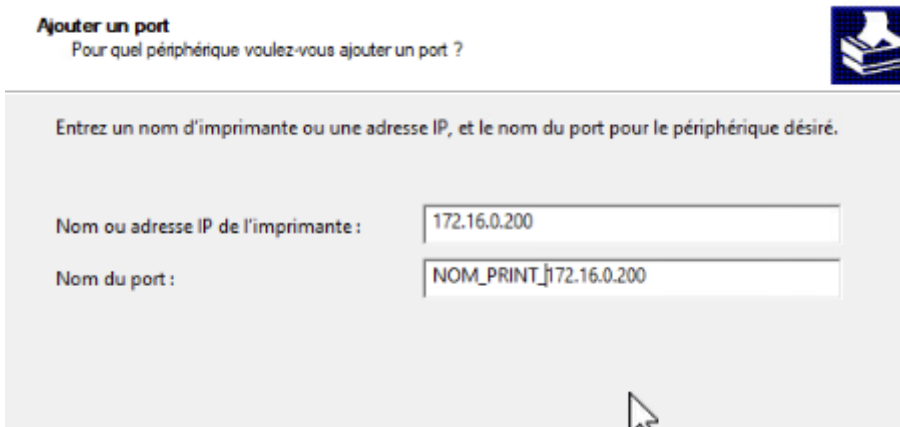 Ajouter un port
Pour quel périphérique voulez-vous ajouter un port ?
Entrez un nom d'imprimante ou une adresse IP, et le nom du port pour le périphérique désiré.
Nom ou adresse IP de l'imprimante : 172.16.0.200
Nom du port : NOM_PRINT_172.16.0.200